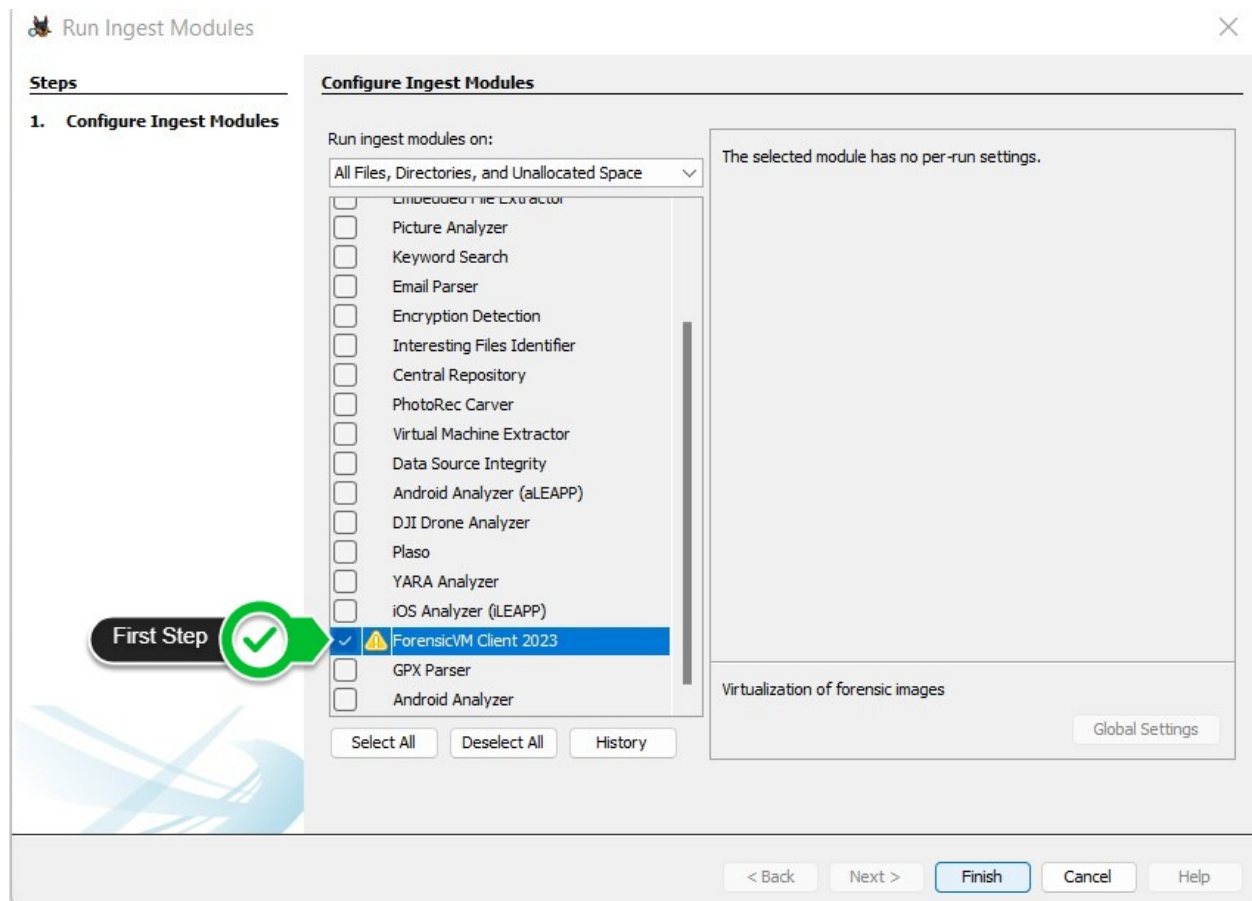 Run Ingest Modules
Steps
1. Configure Ingest Modules
Configure Ingest Modules
Run ingest modules on:
All Files, Directories, and Unallocated Space
Embedded File Extractor
Picture Analyzer
Keyword Search
Email Parser
Encryption Detection
Interesting Files Identifier
Central Repository
PhotoRec Carver
Virtual Machine Extractor
Data Source Integrity
Android Analyzer (aLEAPP)
DJI Drone Analyzer
Plaso
YARA Analyzer
iOS Analyzer (iLEAPP)
First Step
ForensicVM Client 2023
GPX Parser
Android Analyzer
Select All Deselect All History
The selected module has no per-run settings.
Virtualization of forensic images
Global Settings
< Back Next > Finish Cancel Help